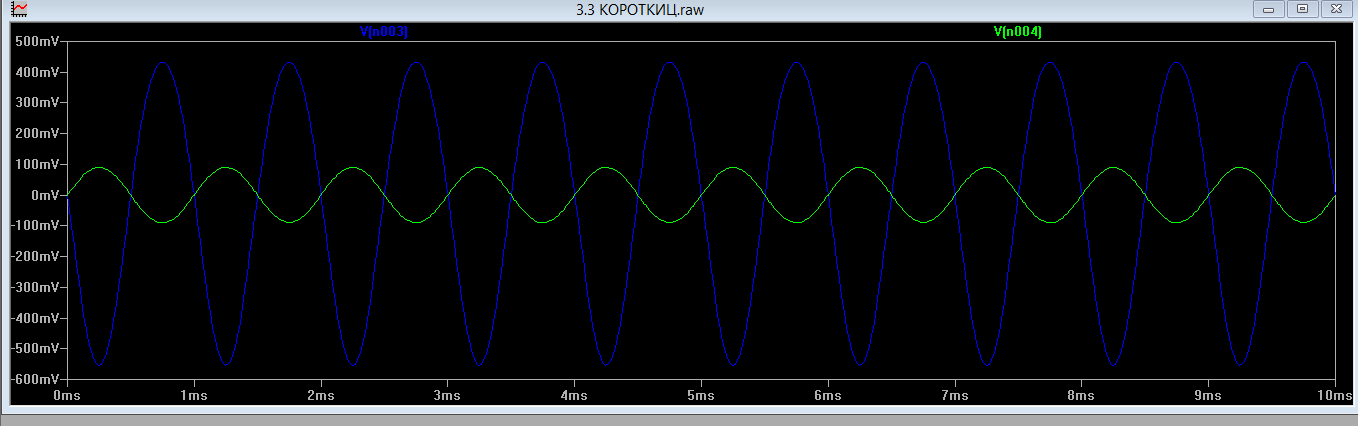 3.3 КОРОТКИЦ.raw
V(n003) V(n004)
500mV
400mV
300mV
200mV
100mV
0mV
-100mV
-200mV
-300mV
-400mV
-500mV
-600mV
0ms 1ms 2ms 3ms 4ms 5ms 6ms 7ms 8ms 9ms 10ms